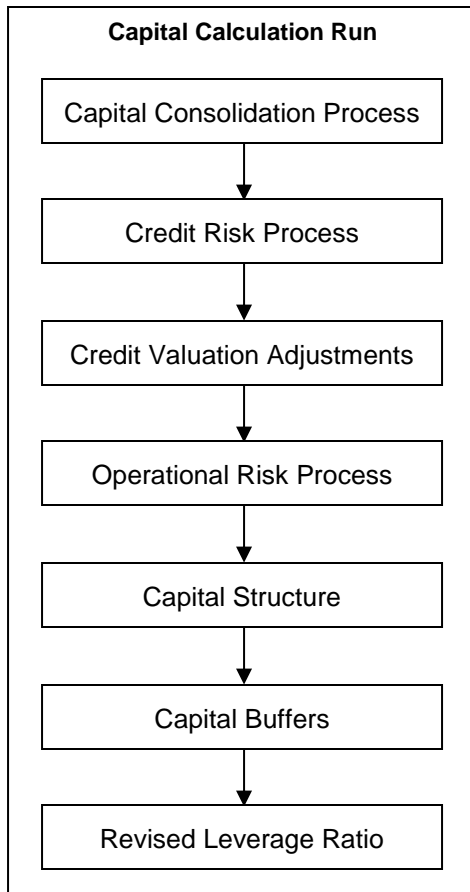 Capital Calculation Run
Capital Consolidation Process
Credit Risk Process
Credit Valuation Adjustments
Operational Risk Process
Capital Structure
Capital Buffers
Revised Leverage Ratio